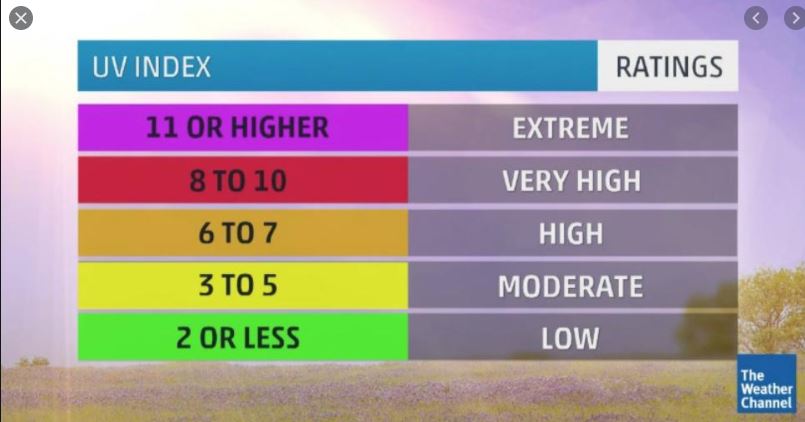 UV INDEX RATINGS
11 OR HIGHER EXTREME
8 TO 10 VERY HIGH
6 TO 7 HIGH
3 TO 5 MODERATE
2 OR LESS LOW
The
Weather
Channel